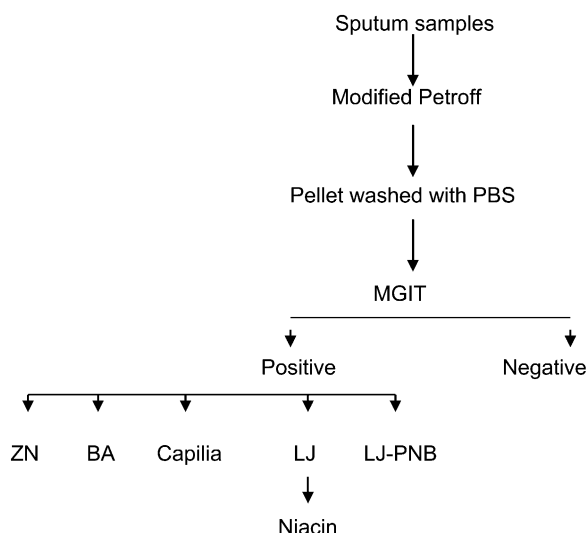 Sputum samples
Modified Petroff
Pellet washed with PBS
MGIT
Positive Negative
ZN BA Capilia LJ LJ-PNB
Niacin